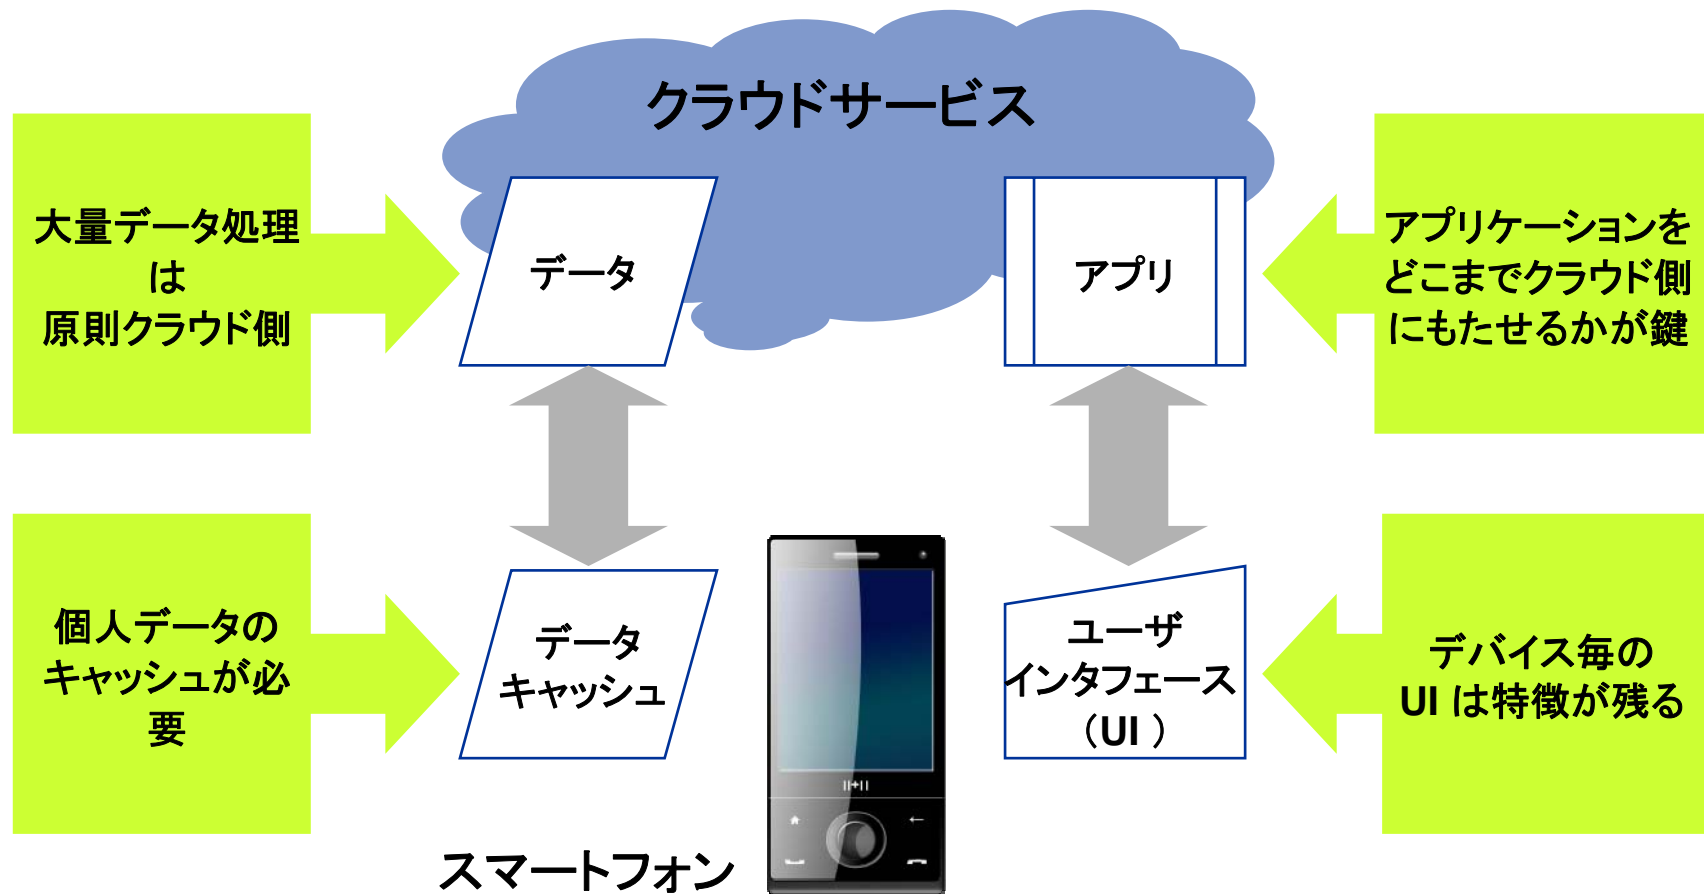 クラウドサービス
大量データ処理
は
原則クラウド側
データ
アプリ
アプリケーションを
どこまでクラウド側
にもたせるかが鍵
個人データの
キャッシュが必
要
データ
キャッシュ
ユーザ
インタフェース
（UI ）
デバイス毎の
UI は特徴が残る
スマートフォン